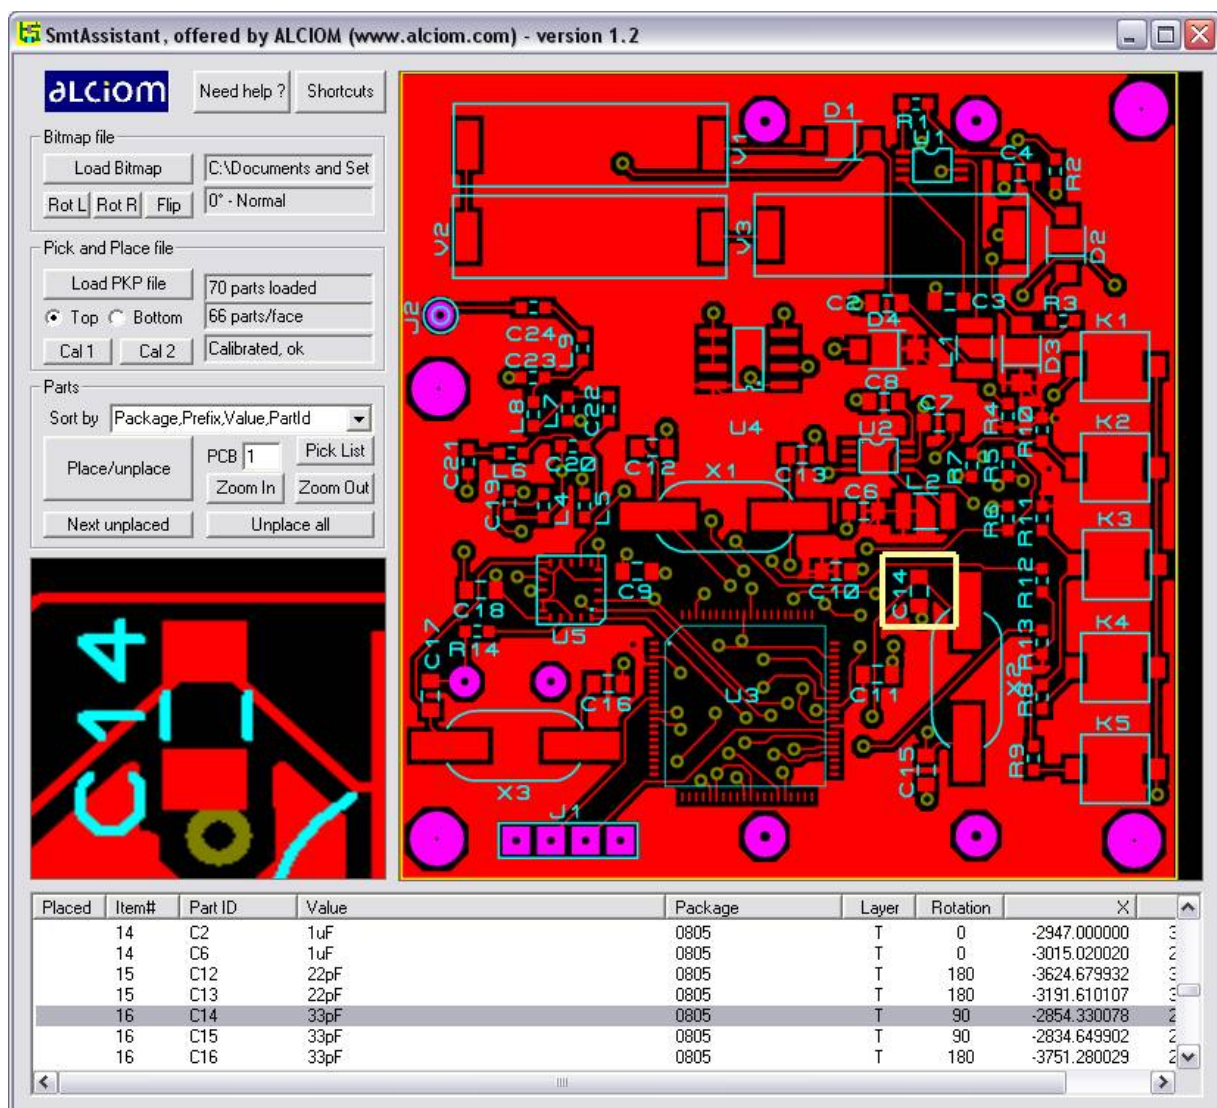 SmtAssistant, offered by ALCIOM (www.alciom.com) - version 1.2
aLCiom
Need help ?
Shortcuts
Bitmap file
Load Bitmap
C:\Documents and Set
Rot L
Rot R
Flip
0° - Normal
Pick and Place file
Load PKP file
70 parts loaded
Top
Bottom
66 parts/face
Cal 1
Cal 2
Calibrated, ok
Parts
Sort by
Package,Prefix,Value,PartId
Place/unplace
PCB
1
Pick List
Zoom In
Zoom Out
Next unplaced
Unplace all
C14
D1
R1
U1
V1
C4
R2
V2
V3
D2
J2
C24
C2
C3
R3
K1
D4
L9
C23
L1
D3
C8
L8
L7
C22
U4
U2
C7
R4
R10
K2
C21
L6
C20
C12
X1
C13
R7
R5
C19
L4
L5
C6
L2
R6
R11
K3
C18
U5
C9
C10
C14
R12
C17
R14
R13
K4
C16
U3
C11
X2
R8
X3
C15
R9
K5
J1
Placed Item# Part ID Value Package Layer Rotation X
14 C2 1uF 0805 T 0 -2947.000000
14 C6 1uF 0805 T 0 -3015.020020
15 C12 22pF 0805 T 180 -3624.679932
15 C13 22pF 0805 T 180 -3191.610107
16 C14 33pF 0805 T 90 -2854.330078
16 C15 33pF 0805 T 90 -2834.649902
16 C16 33pF 0805 T 180 -3751.280029